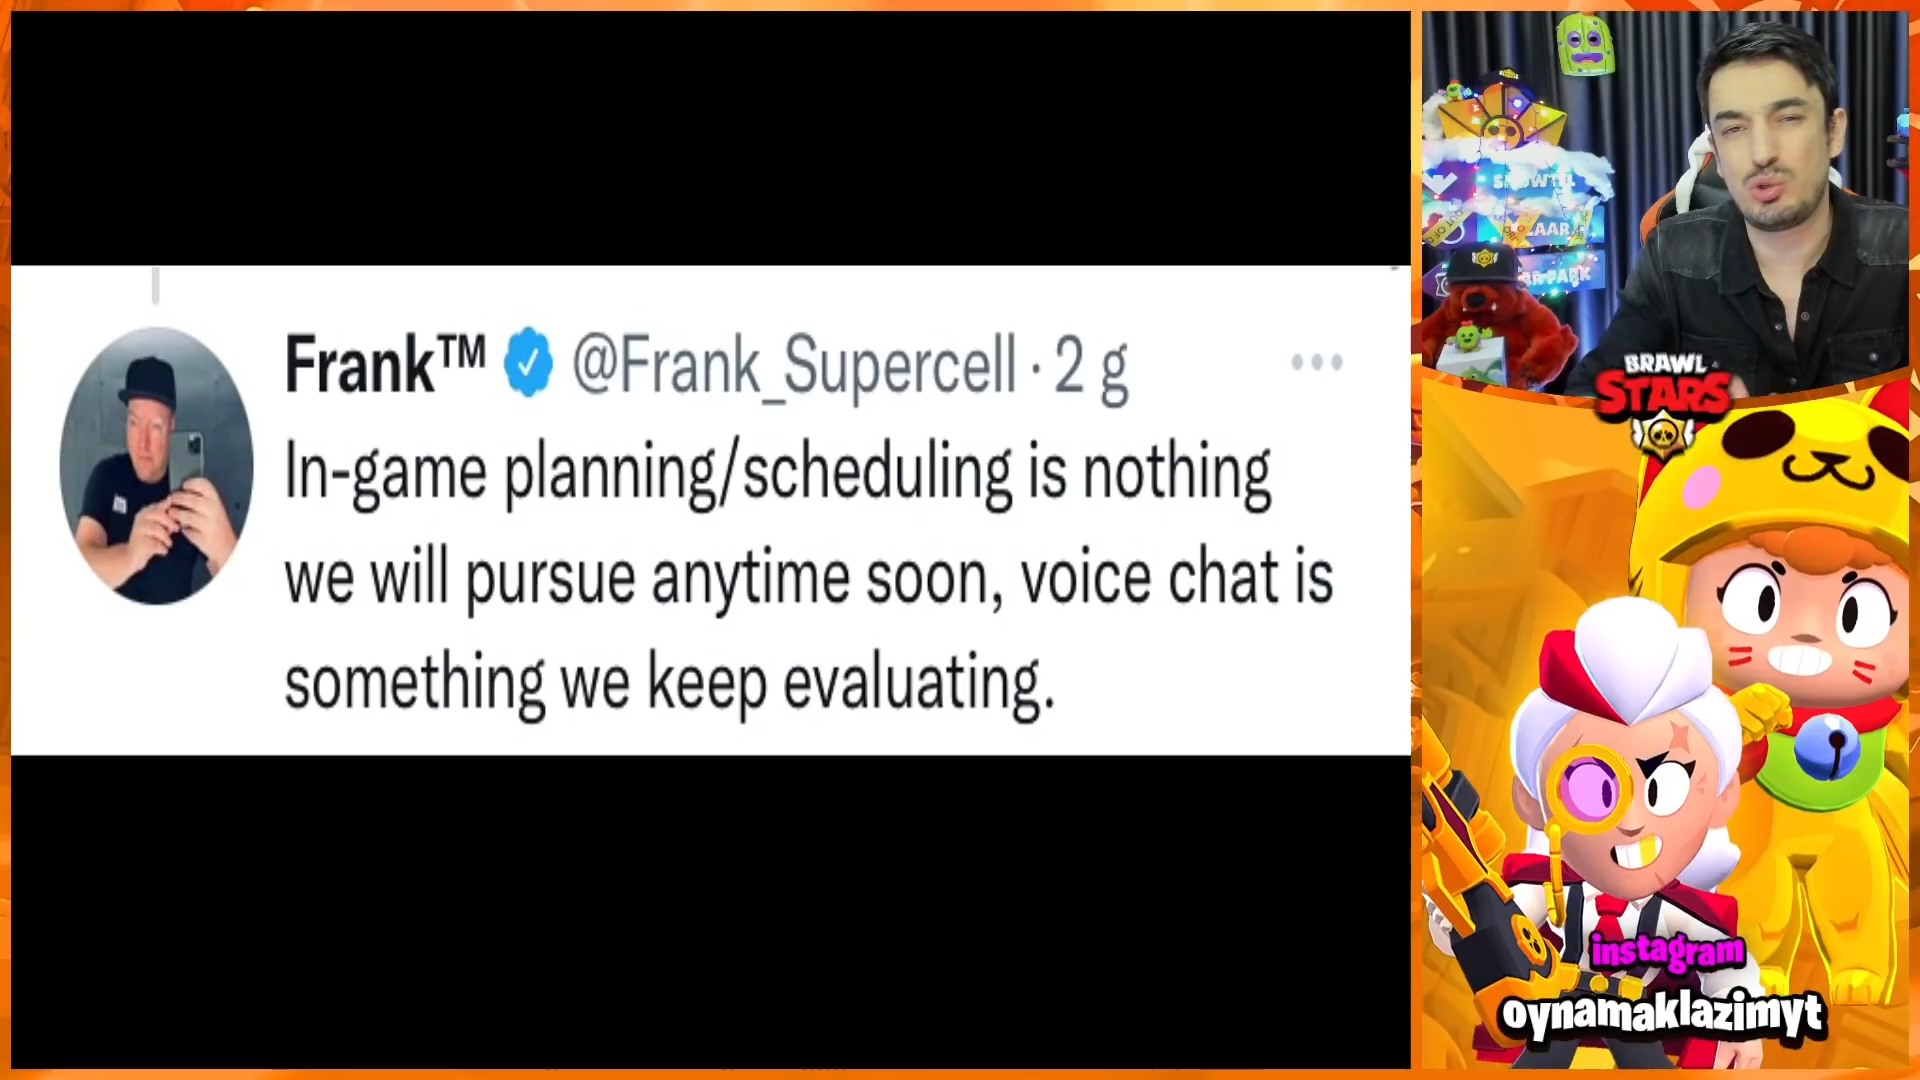 Frank™ @Frank_Supercell · 2 g
In-game planning/scheduling is nothing
we will pursue anytime soon, voice chat is
something we keep evaluating.
BRAWL
STARS
instagram
oynamaklazimyt